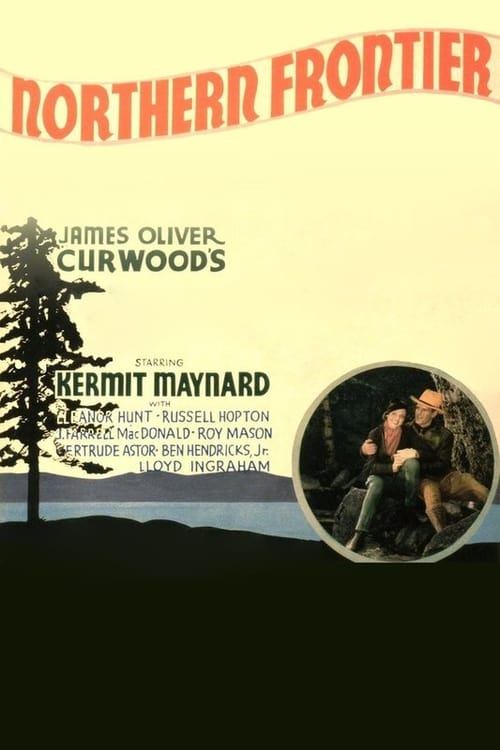 NORTHERN FRONTIER
JAMES OLIVER
CURWOOD'S
STARRING
KERMIT MAYNARD
WITH
ELEANOR HUNT · RUSSELL HOPTON
J. FARRELL MacDONALD · ROY MASON
GERTRUDE ASTOR · BEN HENDRICKS, Jr.
LLOYD INGRAHAM